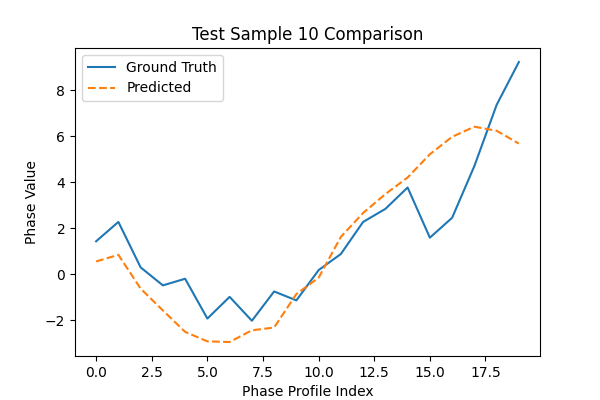 Test Sample 10 Comparison
Ground Truth
Predicted
Phase Value
8
6
4
2
0
−2
0.0 2.5 5.0 7.5 10.0 12.5 15.0 17.5
Phase Profile Index